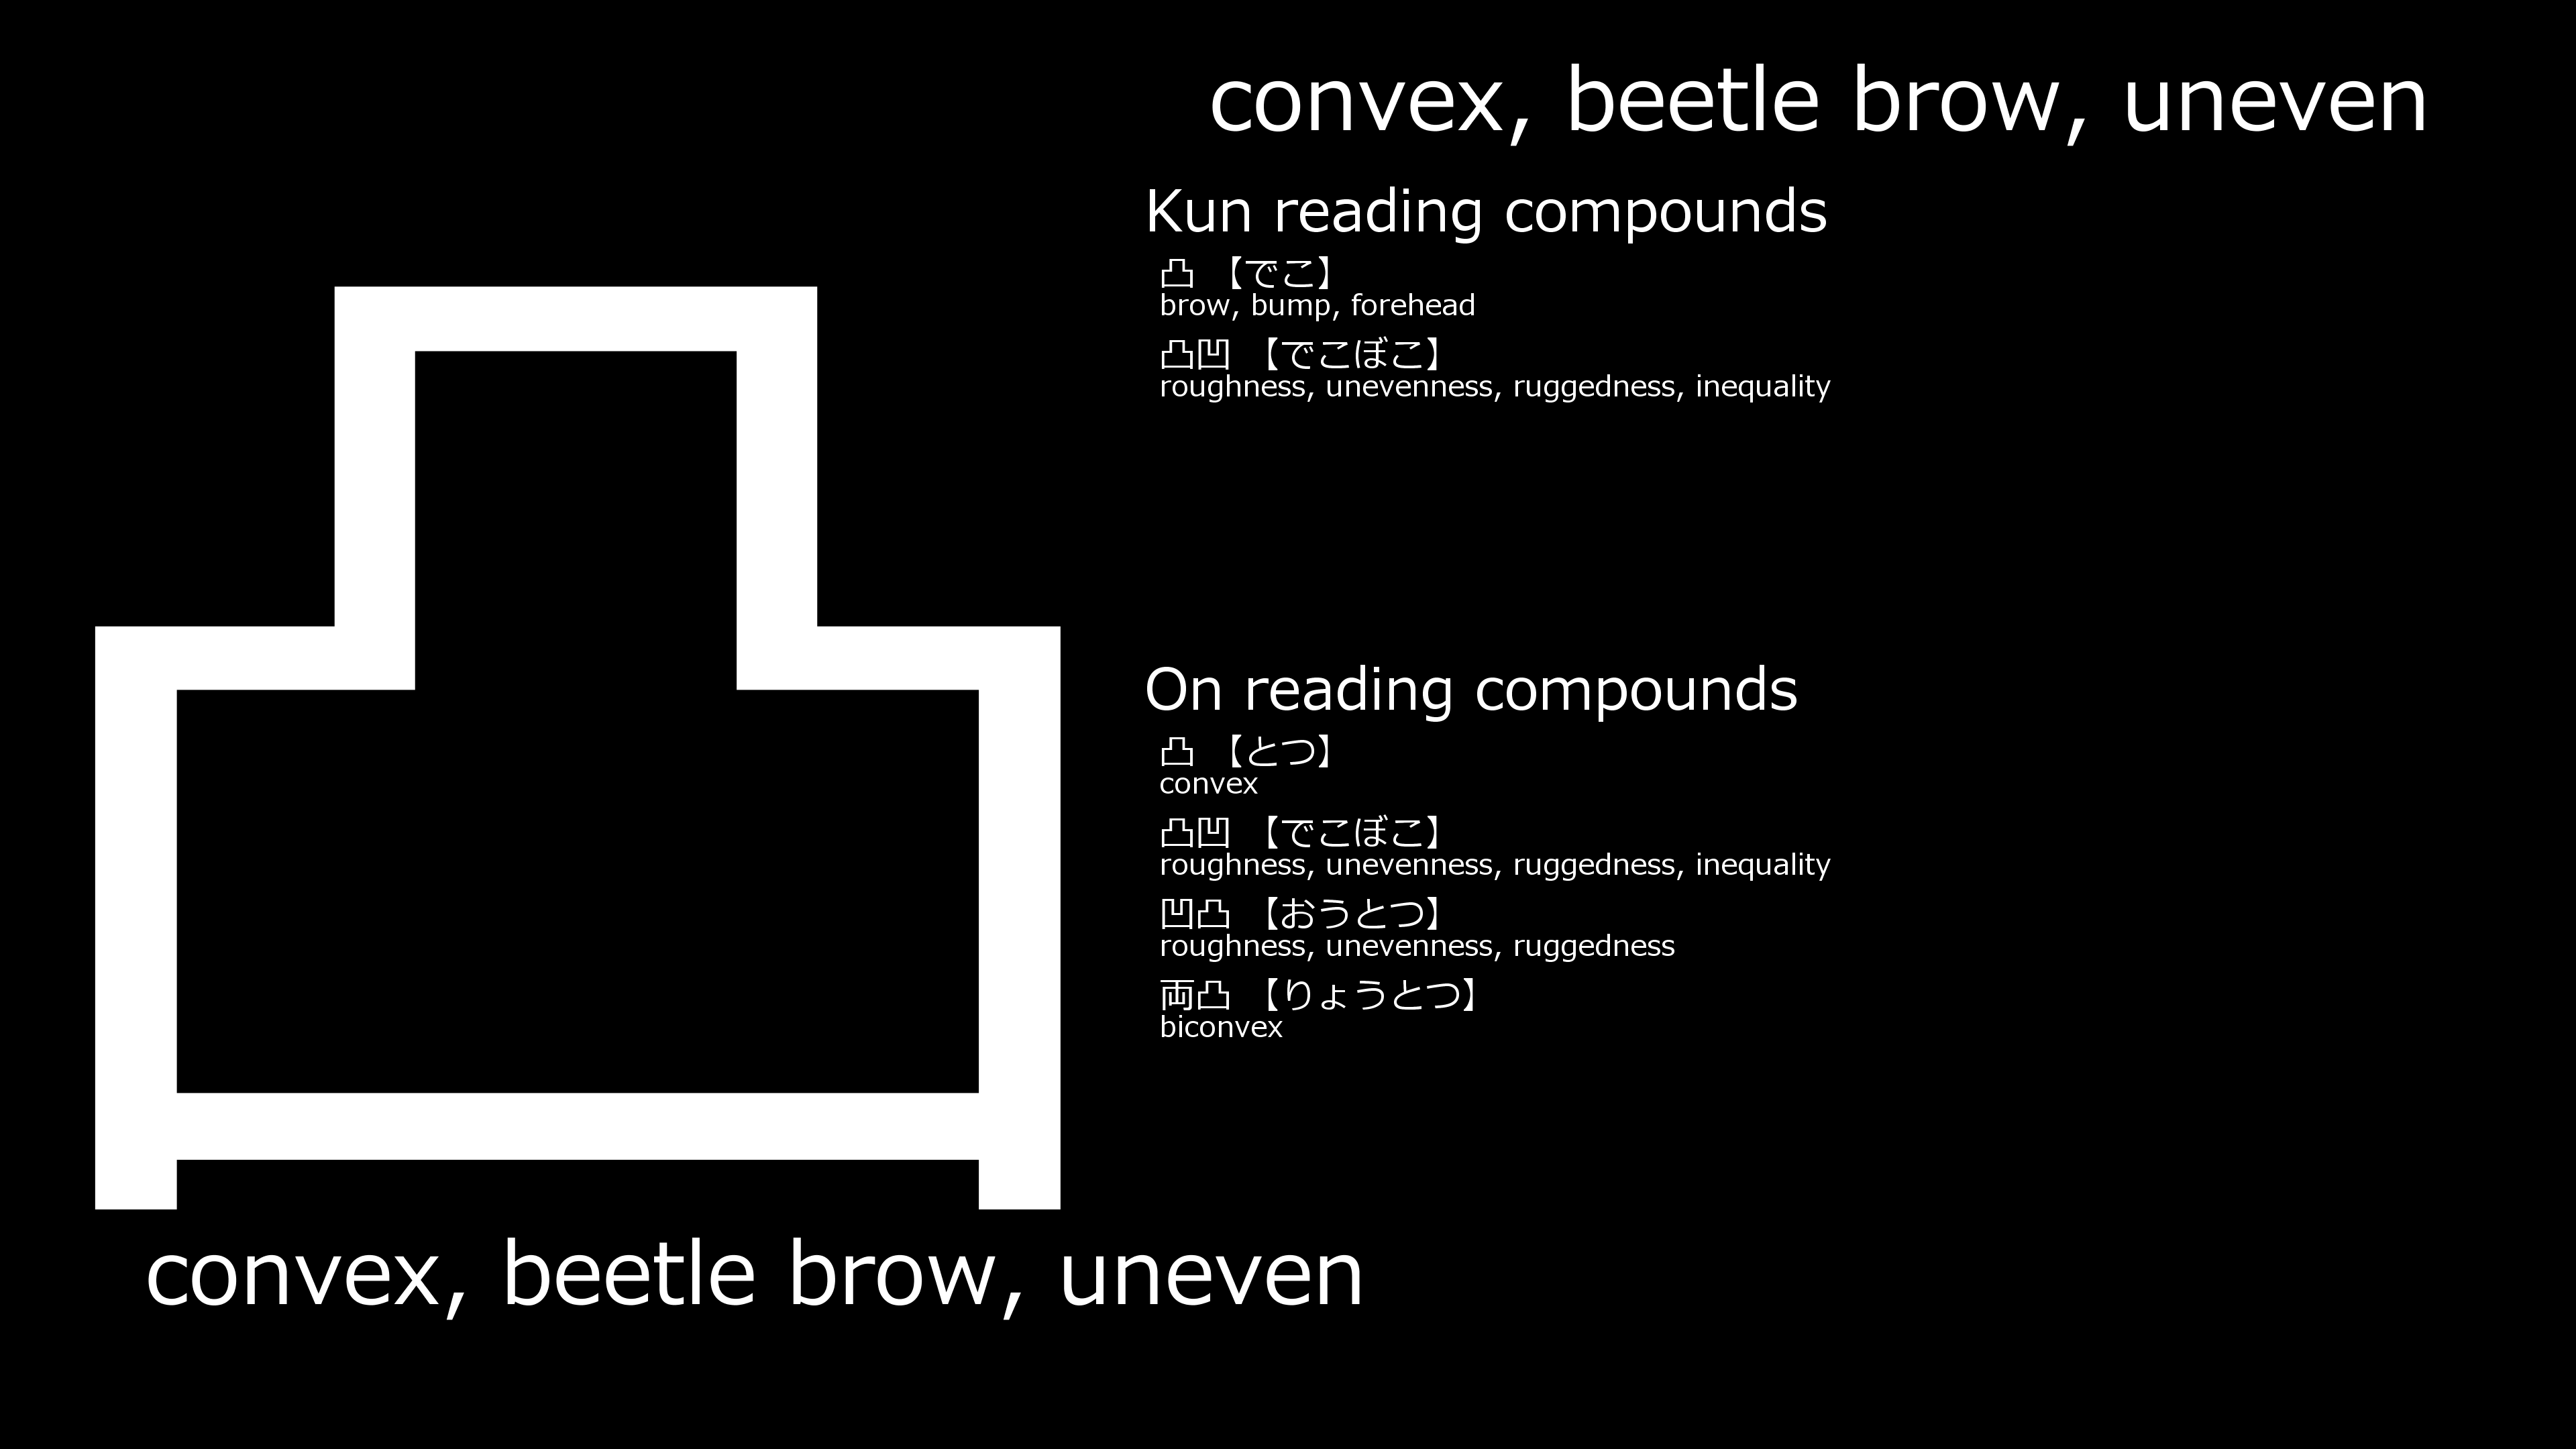 凸
convex, beetle brow, uneven
convex, beetle brow, uneven
Kun reading compounds
凸 【でこ】
brow, bump, forehead
凸凹 【でこぼこ】
roughness, unevenness, ruggedness, inequality
On reading compounds
凸 【とつ】
convex
凸凹 【でこぼこ】
roughness, unevenness, ruggedness, inequality
凹凸 【おうとつ】
roughness, unevenness, ruggedness
両凸 【りょうとつ】
biconvex